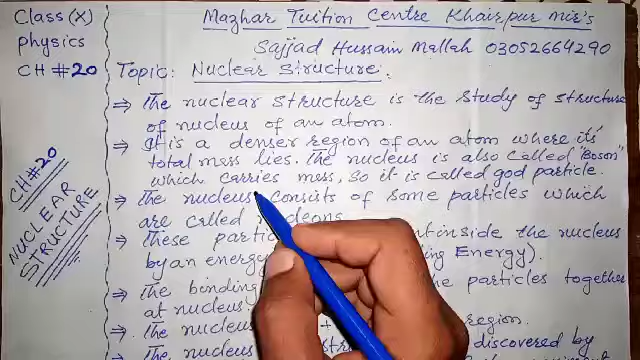 Class (X)
physics
CH # 20
Mazhar Tuition Centre Khairpur mir's
Sajjad Hussain Mallah 03052664290
Topic: Nuclear Structure.
⇒ The nuclear structure is the study of structure
of nucleus of an atom.
⇒ It is a denser region of an atom where its
total mass lies. The nucleus is also called "Boson"
which carries mess, so it is called god particle.
⇒ The nucleus consists of some particles which
are called
⇒ These inside the nucleus
by an Energy).
⇒ The particles together
at nucleus
⇒ The nucleus + region.
⇒ The nucleus discovered by
CH # 20
NUCLEAR
STRUCTURE